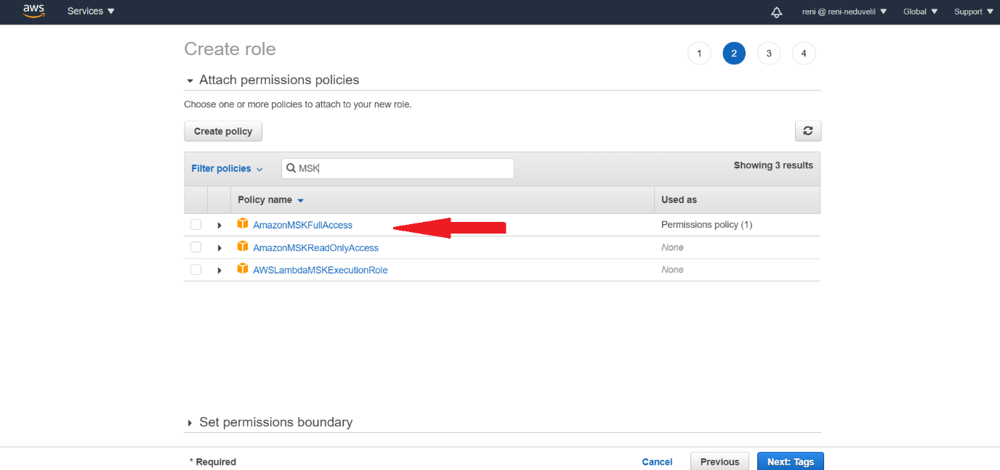 aws Services reni @ reni-neduvelil Global Support
Create role 1 2 3 4
Attach permissions policies
Choose one or more policies to attach to your new role.
Create policy
Filter policies MSK Showing 3 results
Policy name Used as
AmazonMSKFullAccess Permissions policy (1)
AmazonMSKReadOnlyAccess None
AWSLambdaMSKExecutionRole None
Set permissions boundary
* Required Cancel Previous Next: Tags